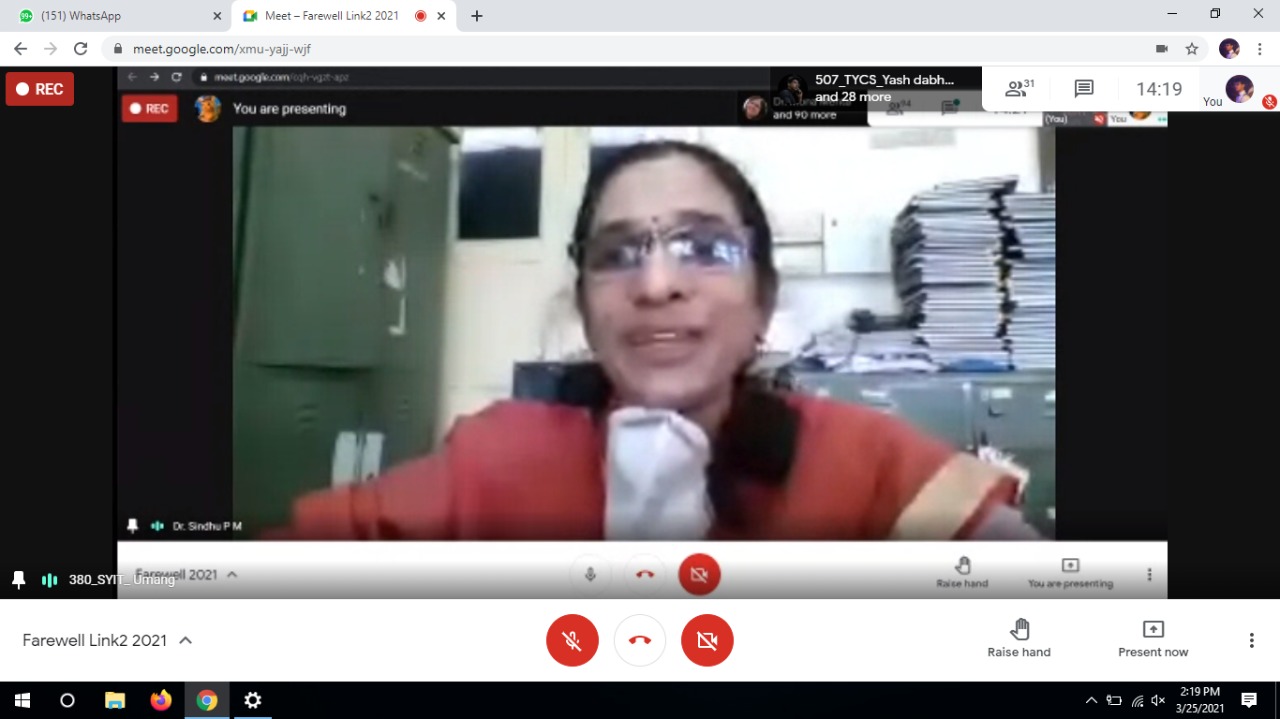 (151) WhatsApp
Meet – Farewell Link2 2021
meet.google.com/xmu-yajj-wjf
REC
meet.google.com/cqh-vgzt-apz
507_TYCS_Yash dabh...
and 28 more
31
14:19
You
REC
You are presenting
and 90 more
94
(You)
You
Dr. Sindhu P M
380_SYIT_ Umang
Farewell 2021
Raise hand
You are presenting
Farewell Link2 2021
Raise hand
Present now
2:19 PM
3/25/2021